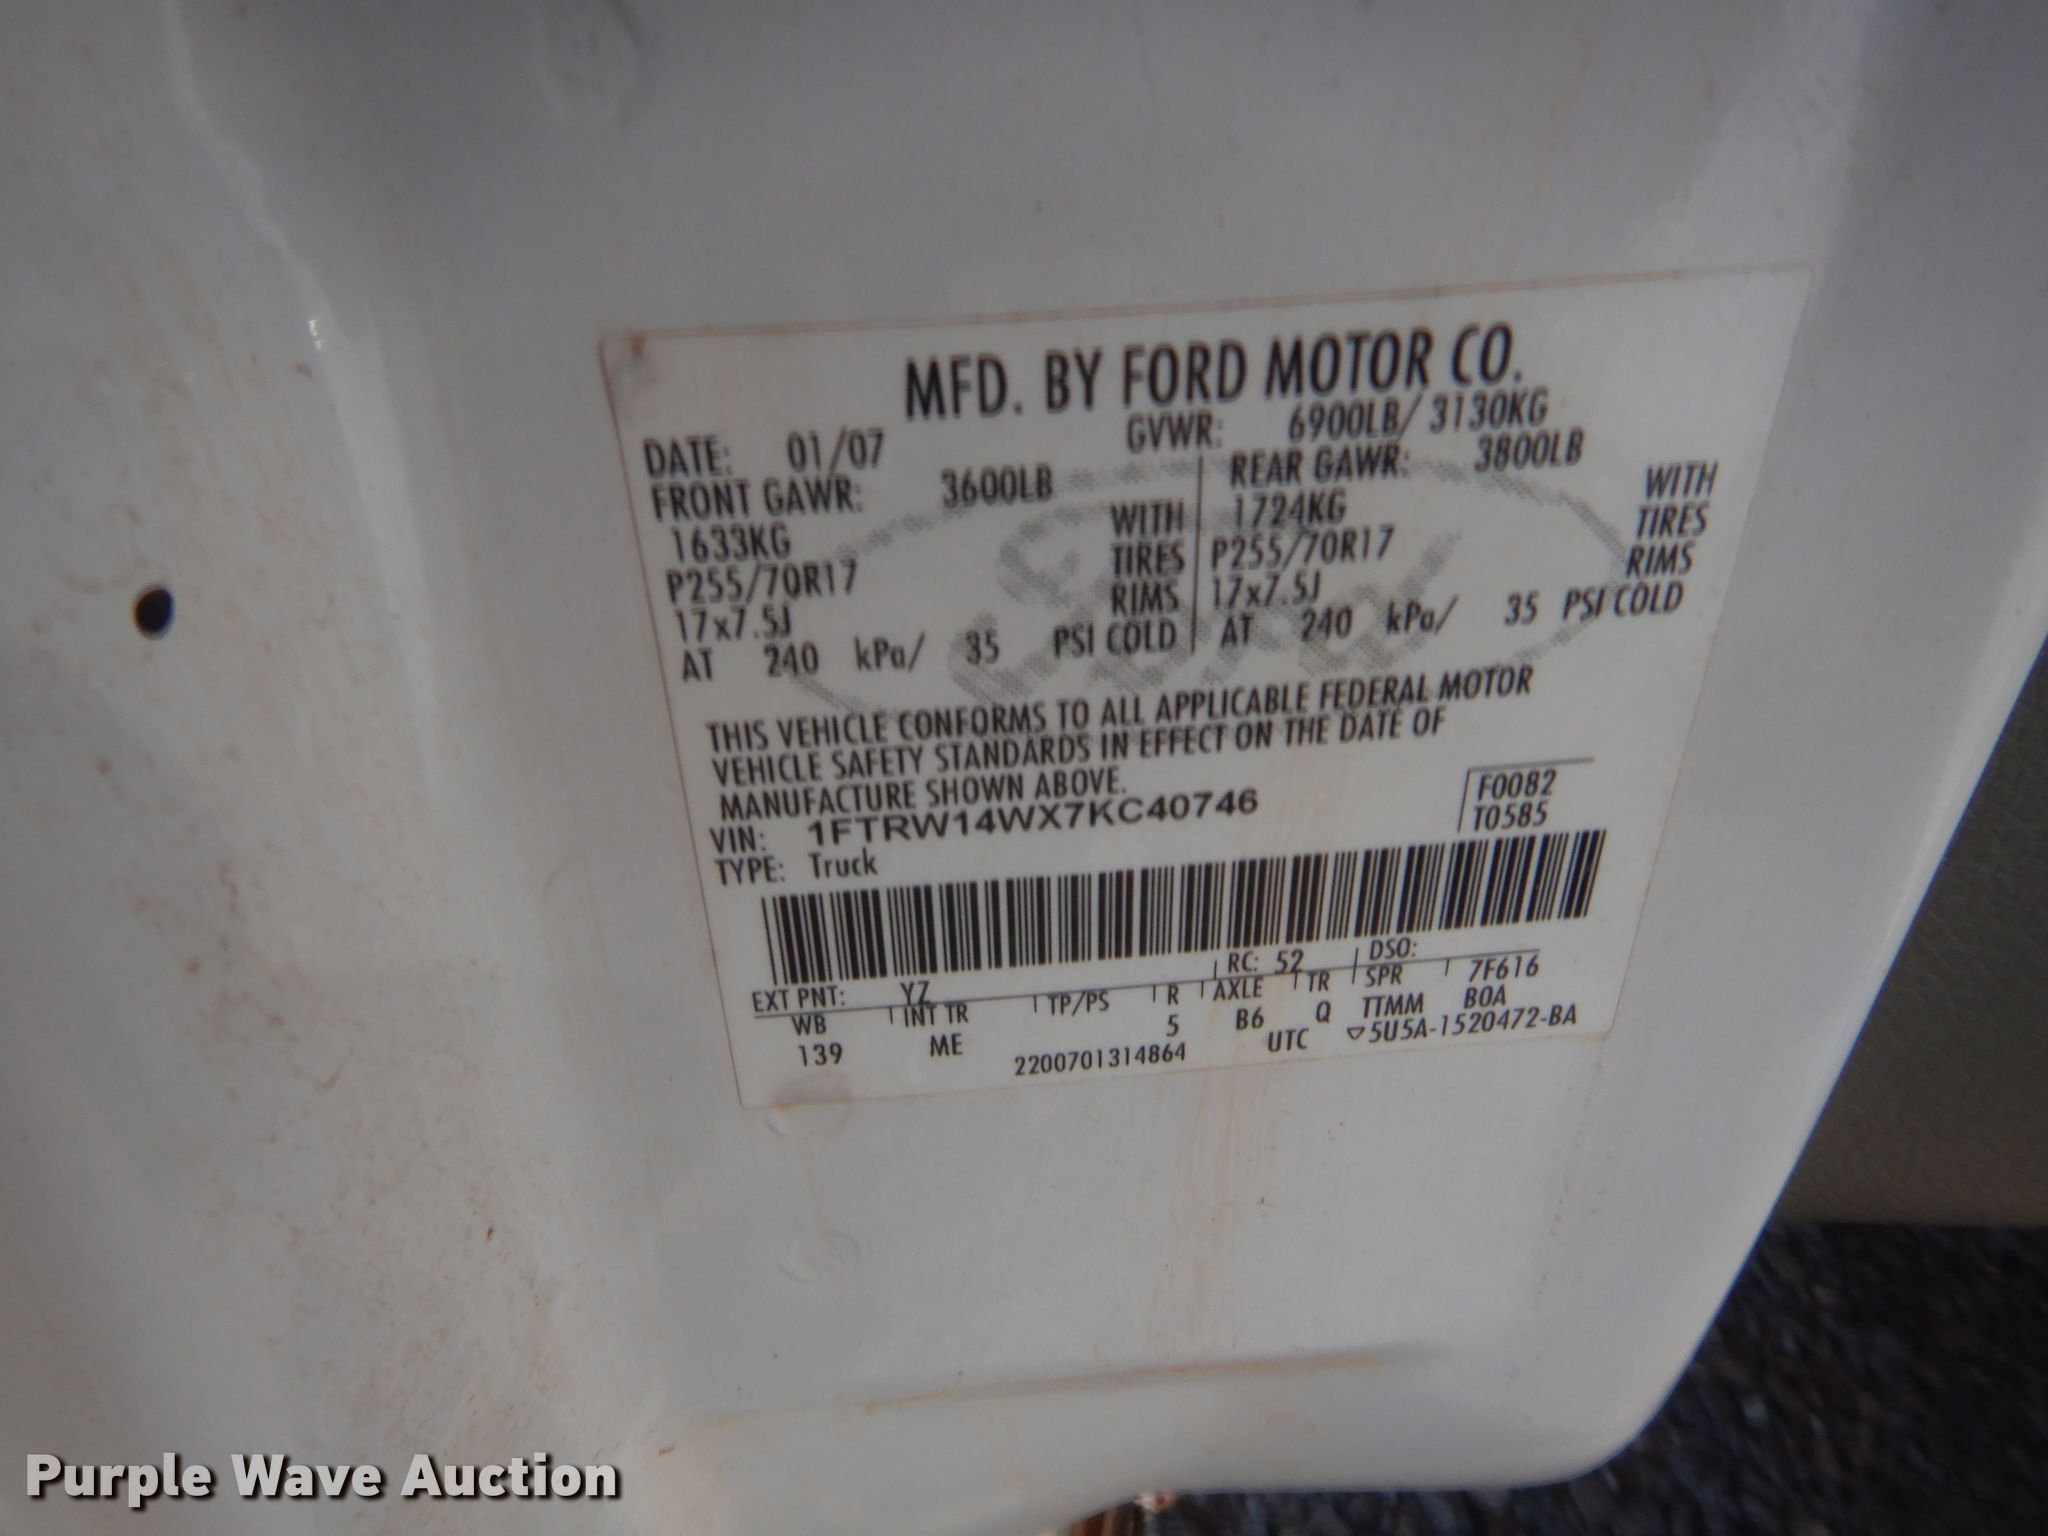 MFD. BY FORD MOTOR CO.
DATE: 01/07 GVWR: 6900LB/ 3130KG
FRONT GAWR: 3600LB REAR GAWR: 3800LB
1633KG WITH 1724KG WITH
P255/70R17 TIRES P255/70R17 TIRES
17x7.5J RIMS 17x7.5J RIMS
AT 240 kPa/ 35 PSI COLD AT 240 kPa/ 35 PSI COLD
THIS VEHICLE CONFORMS TO ALL APPLICABLE FEDERAL MOTOR
VEHICLE SAFETY STANDARDS IN EFFECT ON THE DATE OF
MANUFACTURE SHOWN ABOVE.
F0082
VIN: 1FTRW14WX7KC40746 T0585
TYPE: Truck
EXT PNT: YZ RC: 52 DSO:
WB INT TR TP/PS R AXLE TR SPR 7F616
139 ME 5 B6 Q TTMM B0A
2200701314864 UTC ▽5U5A-1520472-BA
Ford
Purple Wave Auction